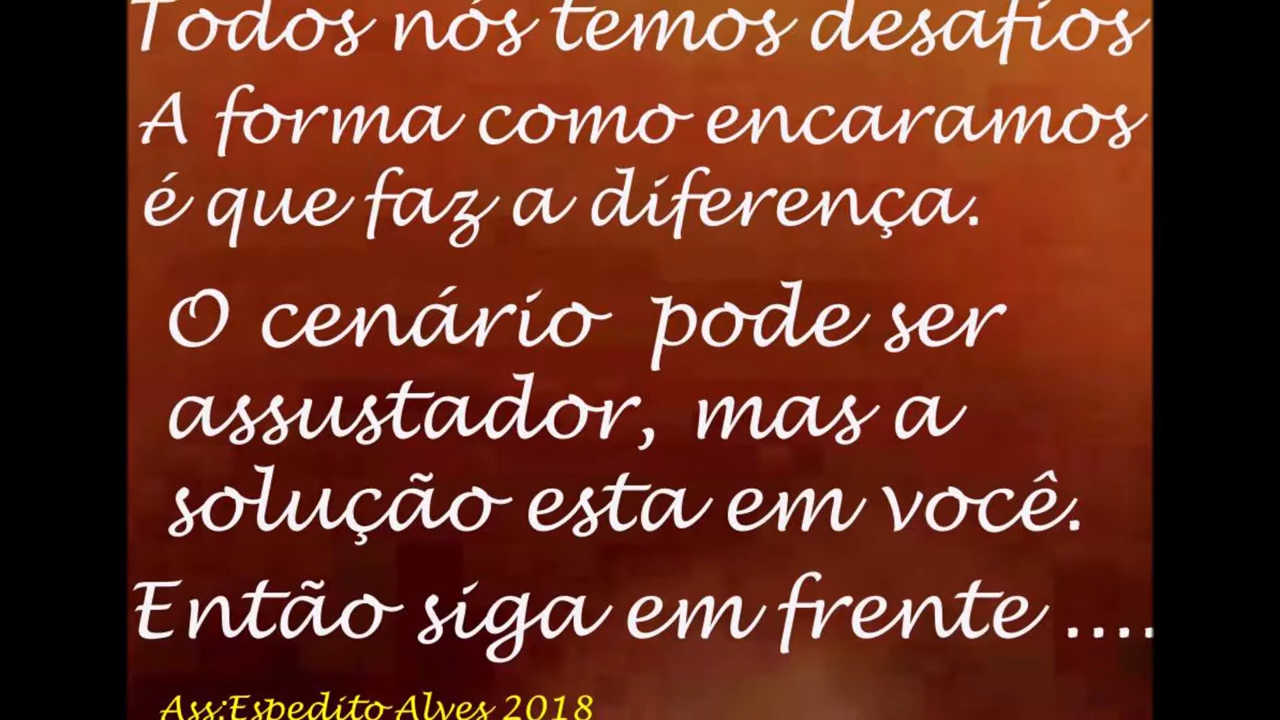 Todos nós temos desafios
A forma como encaramos
é que faz a diferença.
O cenário pode ser
assustador, mas a
solução esta em você.
Então siga em frente ....
Ass:Espedito Alves 2018